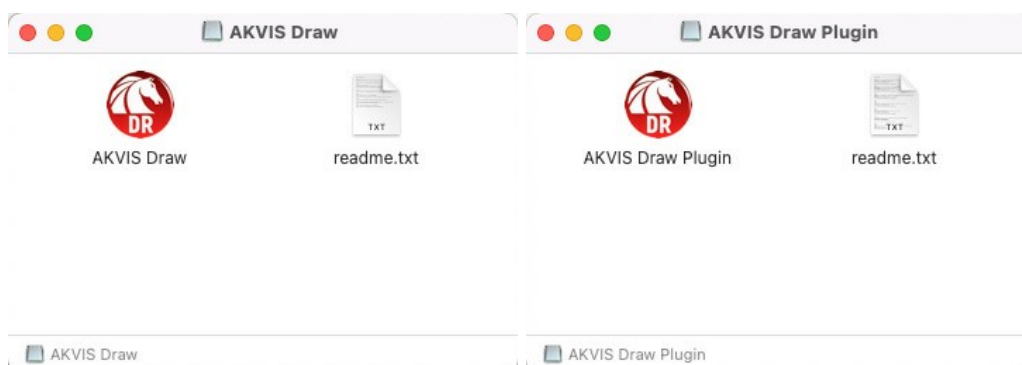 AKVIS Draw
DR
TXT
AKVIS Draw
readme.txt
AKVIS Draw
AKVIS Draw Plugin
DR
TXT
AKVIS Draw Plugin
readme.txt
AKVIS Draw Plugin